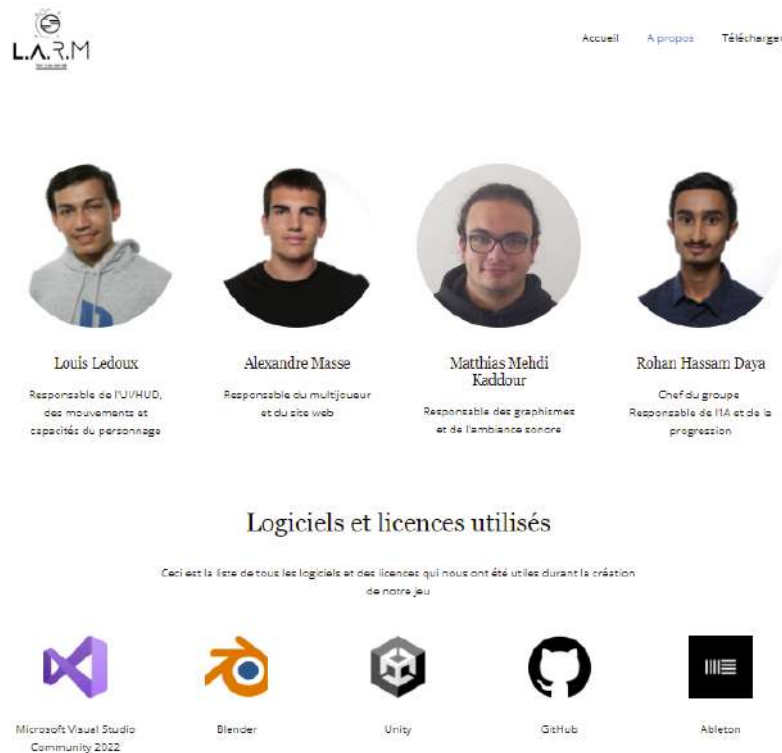 L.A.R.M
Accueil A propos Télécharger
Louis Ledoux
Responsable de l'UI/HUD,
des mouvements et
capacités du personnage
Alexandre Masse
Responsable du multijoueur
et du site web
Matthias Mehdi
Kaddour
Responsable des graphismes
et de l'ambiance sonore
Rohan Hassam Daya
Chef du groupe
Responsable de l'IA et de la
progression
Logiciels et licences utilisés
Ceci est la liste de tous les logiciels et des licences qui nous ont été utiles durant la création
de notre jeu
Microsoft Visual Studio
Community 2022
Blender
Unity
GitHub
Ableton